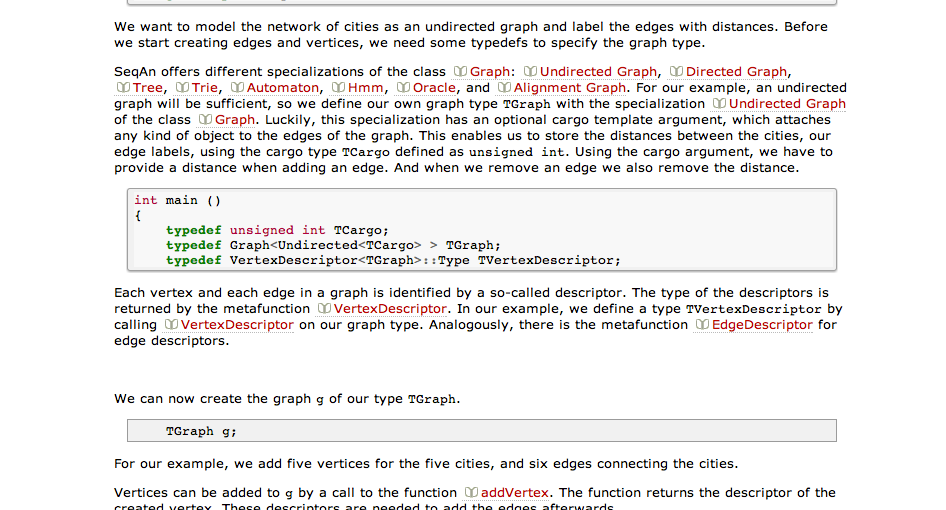 We want to model the network of cities as an undirected graph and label the edges with distances. Before
we start creating edges and vertices, we need some typedefs to specify the graph type.
SeqAn offers different specializations of the class Graph: Undirected Graph, Directed Graph,
Tree, Trie, Automaton, Hmm, Oracle, and Alignment Graph. For our example, an undirected
graph will be sufficient, so we define our own graph type TGraph with the specialization Undirected Graph
of the class Graph. Luckily, this specialization has an optional cargo template argument, which attaches
any kind of object to the edges of the graph. This enables us to store the distances between the cities, our
edge labels, using the cargo type TCargo defined as unsigned int. Using the cargo argument, we have to
provide a distance when adding an edge. And when we remove an edge we also remove the distance.
int main ()
{
typedef unsigned int TCargo;
typedef Graph<Undirected<TCargo> > TGraph;
typedef VertexDescriptor<TGraph>::Type TVertexDescriptor;
Each vertex and each edge in a graph is identified by a so-called descriptor. The type of the descriptors is
returned by the metafunction VertexDescriptor. In our example, we define a type TVertexDescriptor by
calling VertexDescriptor on our graph type. Analogously, there is the metafunction EdgeDescriptor for
edge descriptors.
We can now create the graph g of our type TGraph.
TGraph g;
For our example, we add five vertices for the five cities, and six edges connecting the cities.
Vertices can be added to g by a call to the function addVertex. The function returns the descriptor of the
created vertex. These descriptors are needed to add the edges afterwards.